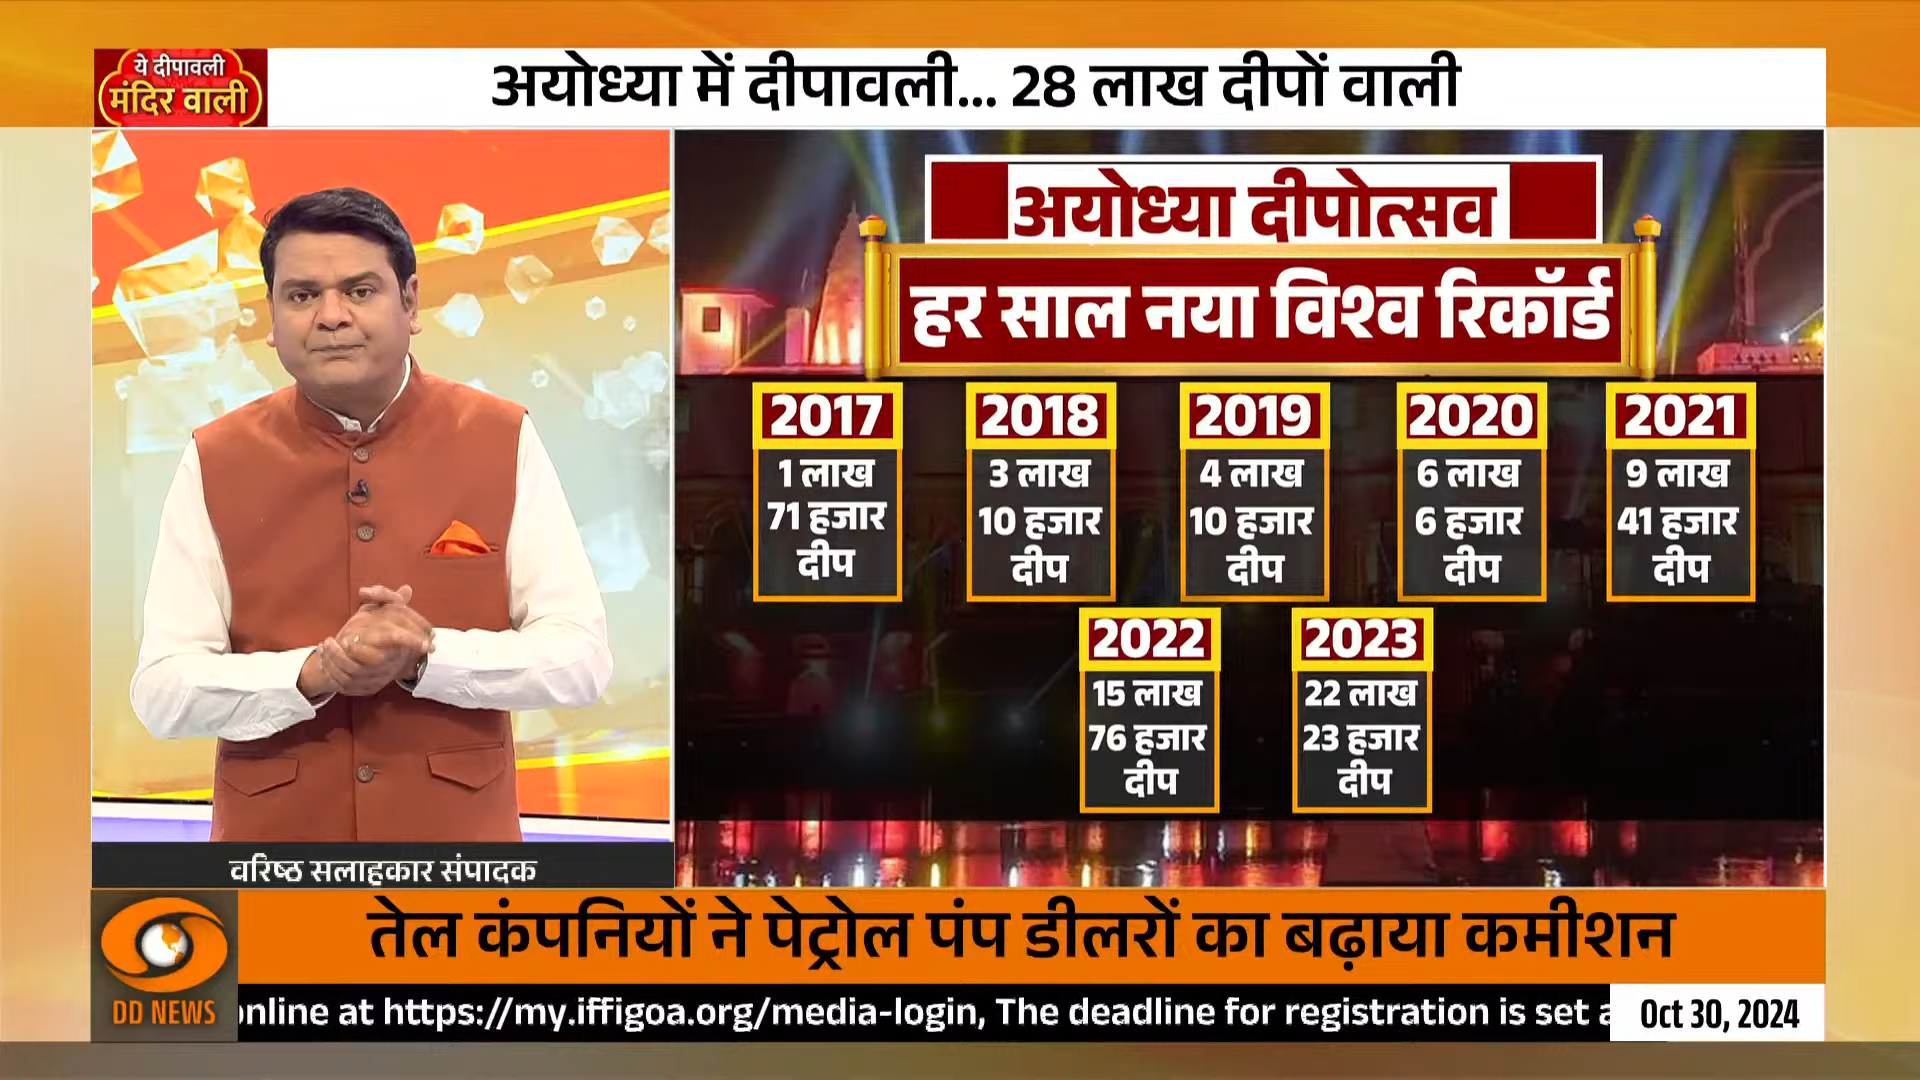 ये दीपावली
मंदिर वाली
अयोध्या में दीपावली... 28 लाख दीपों वाली
अयोध्या दीपोत्सव
हर साल नया विश्व रिकॉर्ड
2017
1 लाख
71 हजार
दीप
2018
3 लाख
10 हजार
दीप
2019
4 लाख
10 हजार
दीप
2020
6 लाख
6 हजार
दीप
2021
9 लाख
41 हजार
दीप
2022
15 लाख
76 हजार
दीप
2023
22 लाख
23 हजार
दीप
वरिष्ठ सलाहकार संपादक
तेल कंपनियों ने पेट्रोल पंप डीलरों का बढ़ाया कमीशन
DD NEWS
online at https://my.iffigoa.org/media-login, The deadline for registration is set a
Oct 30, 2024